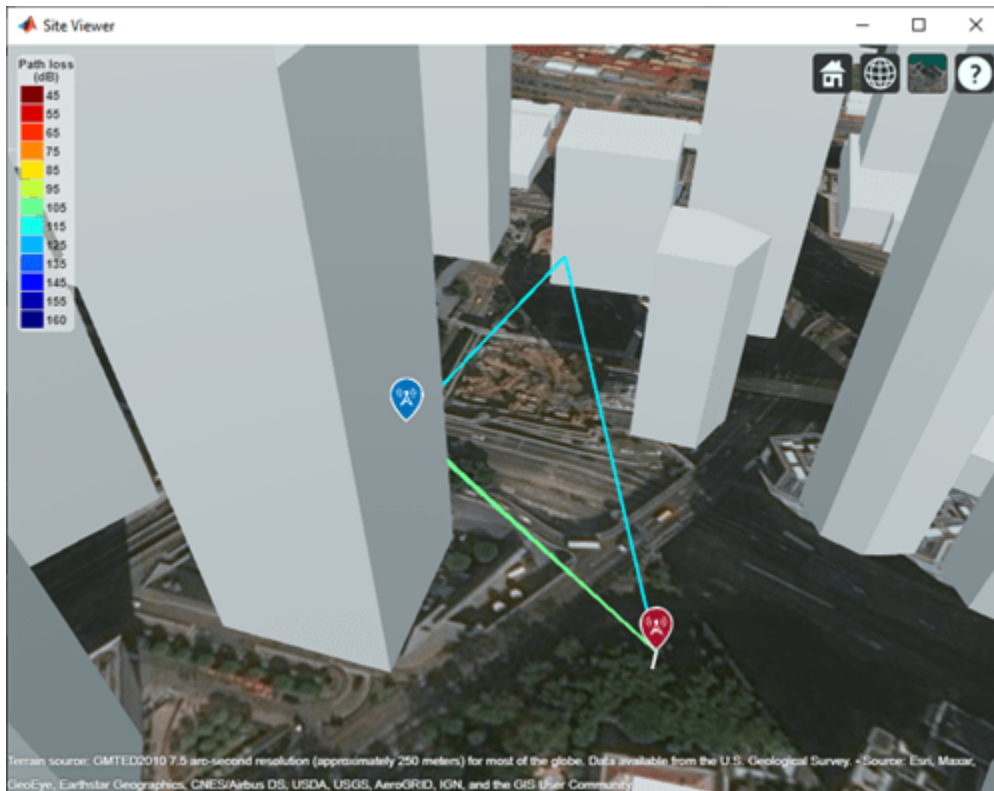 Site Viewer
Path loss
(dB)
45
55
65
75
85
95
105
115
125
135
145
155
160
?
Terrain source: GMTED2010 7.5 arc-second resolution (approximately 250 meters) for most of the globe. Data available from the U.S. Geological Survey. • Source: Esri, Maxar,
GeoEye, Earthstar Geographics, CNES/Airbus DS, USDA, USGS, AeroGRID, IGN, and the GIS User Community